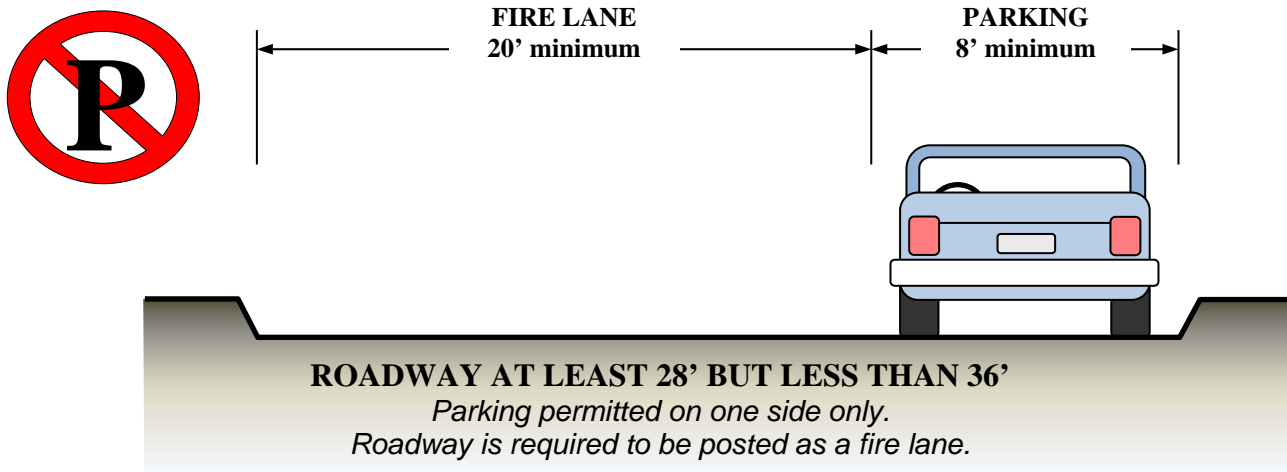 P
FIRE LANE
20’ minimum
PARKING
8’ minimum
ROADWAY AT LEAST 28’ BUT LESS THAN 36’
Parking permitted on one side only.
Roadway is required to be posted as a fire lane.